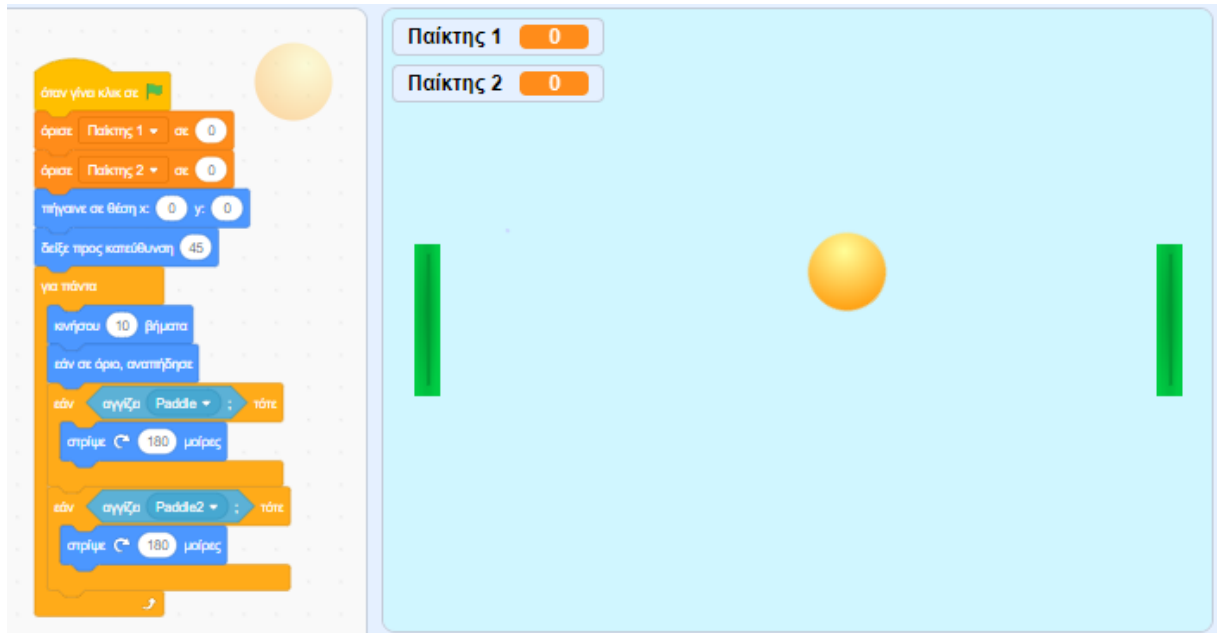 όταν γίνει κλικ σε
όρισε Παίκτης 1 σε 0
όρισε Παίκτης 2 σε 0
πήγαινε σε θέση x: 0 y: 0
δείξε προς κατεύθυνση 45
για πάντα
κινήσου 10 βήματα
εάν σε όριο, αναπήδησε
εάν αγγίζει Paddle ; τότε
στρίψε 180 μοίρες
εάν αγγίζει Paddle2 ; τότε
στρίψε 180 μοίρες
Παίκτης 1 0
Παίκτης 2 0